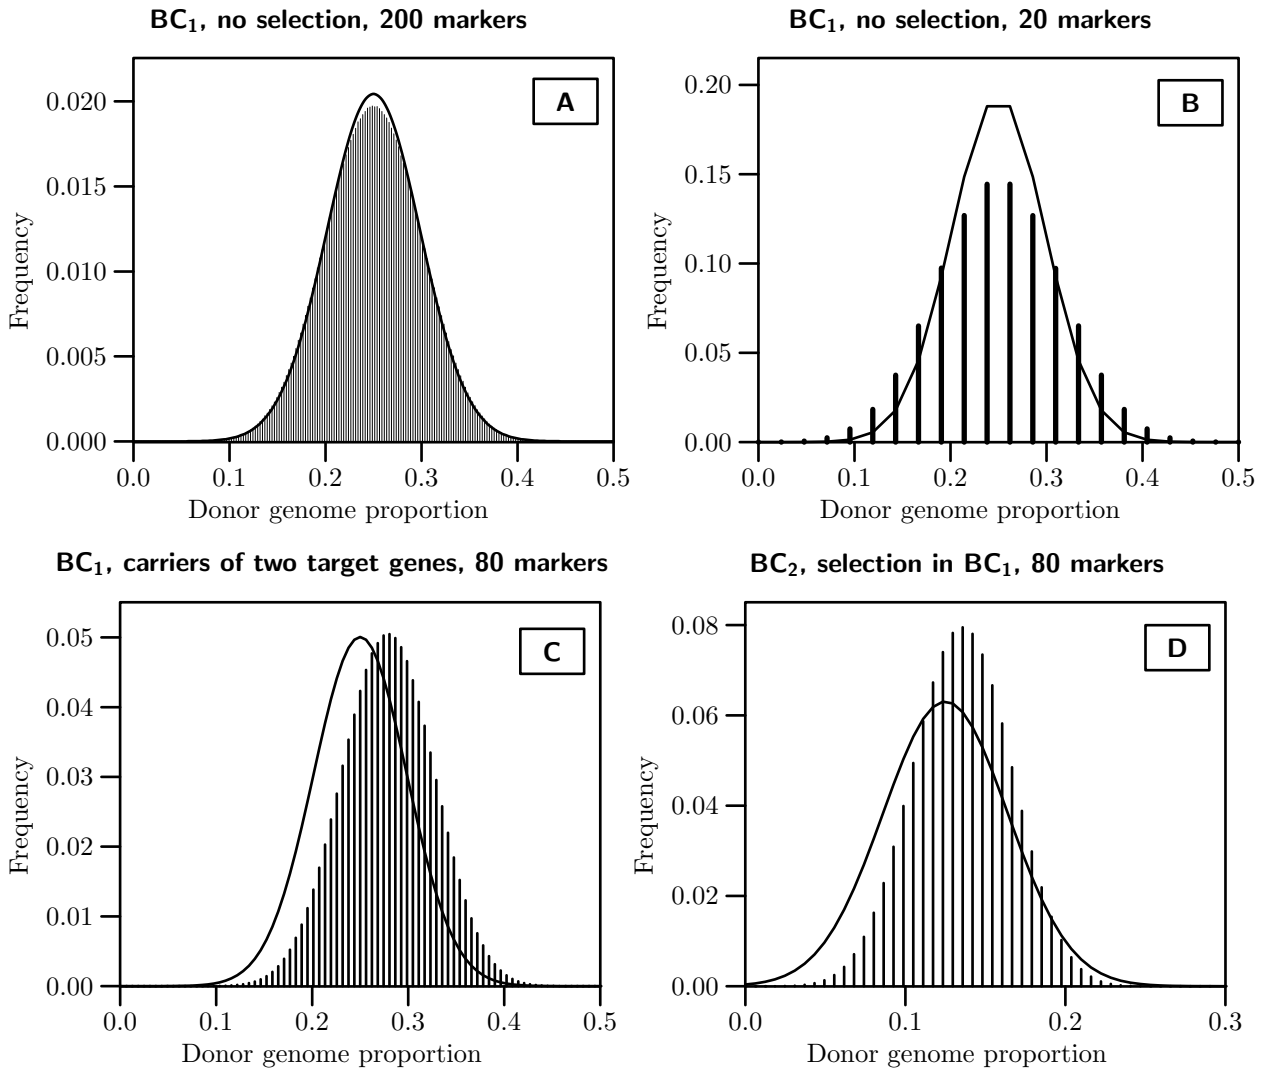 BC1, no selection, 200 markers
A
0.020
0.015
0.010
0.005
0.000
Frequency
0.0 0.1 0.2 0.3 0.4 0.5
Donor genome proportion
BC1, no selection, 20 markers
B
0.20
0.15
0.10
0.05
0.00
Frequency
0.0 0.1 0.2 0.3 0.4 0.5
Donor genome proportion
BC1, carriers of two target genes, 80 markers
C
0.05
0.04
0.03
0.02
0.01
0.00
Frequency
0.0 0.1 0.2 0.3 0.4 0.5
Donor genome proportion
BC2, selection in BC1, 80 markers
D
0.08
0.06
0.04
0.02
0.00
Frequency
0.0 0.1 0.2 0.3
Donor genome proportion